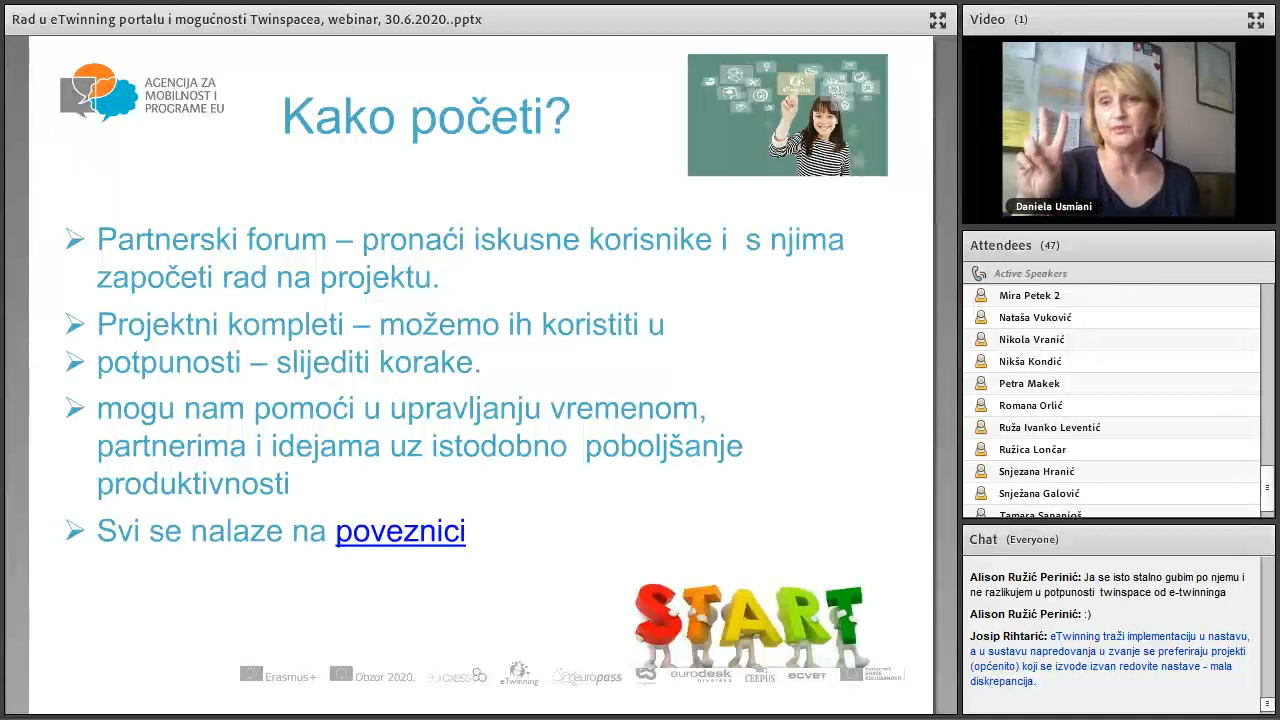 Rad u eTwinning portalu i mogućnosti Twinspacea, webinar, 30.6.2020..pptx
AGENCIJA ZA
MOBILNOST I
PROGRAME EU
Kako početi?
eTwinning
Partnerski forum – pronaći iskusne korisnike i s njima
započeti rad na projektu.
Projektni kompleti – možemo ih koristiti u
potpunosti – slijediti korake.
mogu nam pomoći u upravljanju vremenom,
partnerima i idejama uz istodobno poboljšanje
produktivnosti
Svi se nalaze na poveznici
START
Erasmus+
Obzor 2020.
euraxess
eTwinning
europass
eurodesk
hrvatska
CEEPUS
ECVET
Video (1)
Daniela Usmiani
Attendees (47)
Active Speakers
Mira Petek 2
Nataša Vuković
Nikola Vranić
Nikša Kondić
Petra Makek
Romana Orlić
Ruža Ivanko Leventić
Ružica Lončar
Snjezana Hranić
Snježana Galović
Chat (Everyone)
Alison Ružić Perinić: Ja se isto stalno gubim po njemu i
ne razlikujem u potpunosti twinspace od e-twinninga
Alison Ružić Perinić: :)
Josip Rihtarić: eTwinning traži implementaciju u nastavu,
a u sustavu napredovanja u zvanje se preferiraju projekti
(općenito) koji se izvode izvan redovite nastave - mala
diskrepancija.